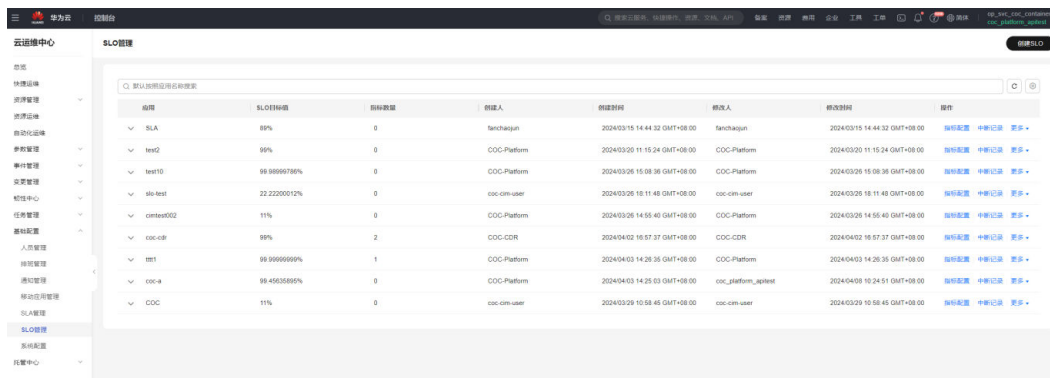 华为云 控制台 搜索云服务、快捷操作、资源、文档、API 备案 资源 费用 企业 工具 工单 简体 op_svc_coc_container
coc_platform_apitest
云运维中心 SLO管理 创建SLO
总览
快捷运维
资源管理
资源运维
自动化运维
参数管理
事件管理
变更管理
韧性中心
任务管理
基础配置
人员管理
排班管理
通知管理
移动应用管理
SLA管理
SLO管理
系统配置
托管中心
默认按照应用名称搜索
应用 SLO目标值 指标数量 创建人 创建时间 修改人 修改时间 操作
SLA 89% 0 fanchaojun 2024/03/15 14:44:32 GMT+08:00 fanchaojun 2024/03/15 14:44:32 GMT+08:00 指标配置 中断记录 更多
test2 99% 0 COC-Platform 2024/03/20 11:15:24 GMT+08:00 COC-Platform 2024/03/20 11:15:24 GMT+08:00 指标配置 中断记录 更多
test10 99.98999786% 0 COC-Platform 2024/03/26 15:08:36 GMT+08:00 COC-Platform 2024/03/26 15:08:36 GMT+08:00 指标配置 中断记录 更多
slo-test 22.22200012% 0 coc-cim-user 2024/03/26 18:11:48 GMT+08:00 coc-cim-user 2024/03/26 18:11:48 GMT+08:00 指标配置 中断记录 更多
cimtest002 11% 0 COC-Platform 2024/03/26 14:55:40 GMT+08:00 COC-Platform 2024/03/26 14:55:40 GMT+08:00 指标配置 中断记录 更多
coc-cdr 99% 2 COC-CDR 2024/04/02 16:57:37 GMT+08:00 COC-CDR 2024/04/02 16:57:37 GMT+08:00 指标配置 中断记录 更多
tttt1 99.99999999% 1 COC-Platform 2024/04/03 14:26:35 GMT+08:00 COC-Platform 2024/04/03 14:26:35 GMT+08:00 指标配置 中断记录 更多
coc-a 99.45635895% 0 COC-Platform 2024/04/03 14:25:03 GMT+08:00 coc_platform_apitest 2024/04/08 10:24:51 GMT+08:00 指标配置 中断记录 更多
COC 11% 0 coc-cim-user 2024/03/29 10:58:45 GMT+08:00 coc-cim-user 2024/03/29 10:58:45 GMT+08:00 指标配置 中断记录 更多